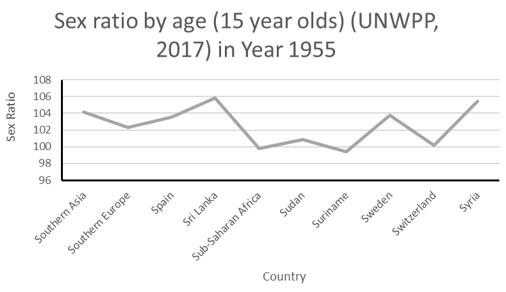 Sex ratio by age (15 year olds) (UNWPP,
2017) in Year 1955
Sex Ratio
108
106
104
102
100
98
96
Southern Asia
Southern Europe
Spain
Sri Lanka
Sub-Saharan Africa
Sudan
Suriname
Sweden
Switzerland
Syria
Country